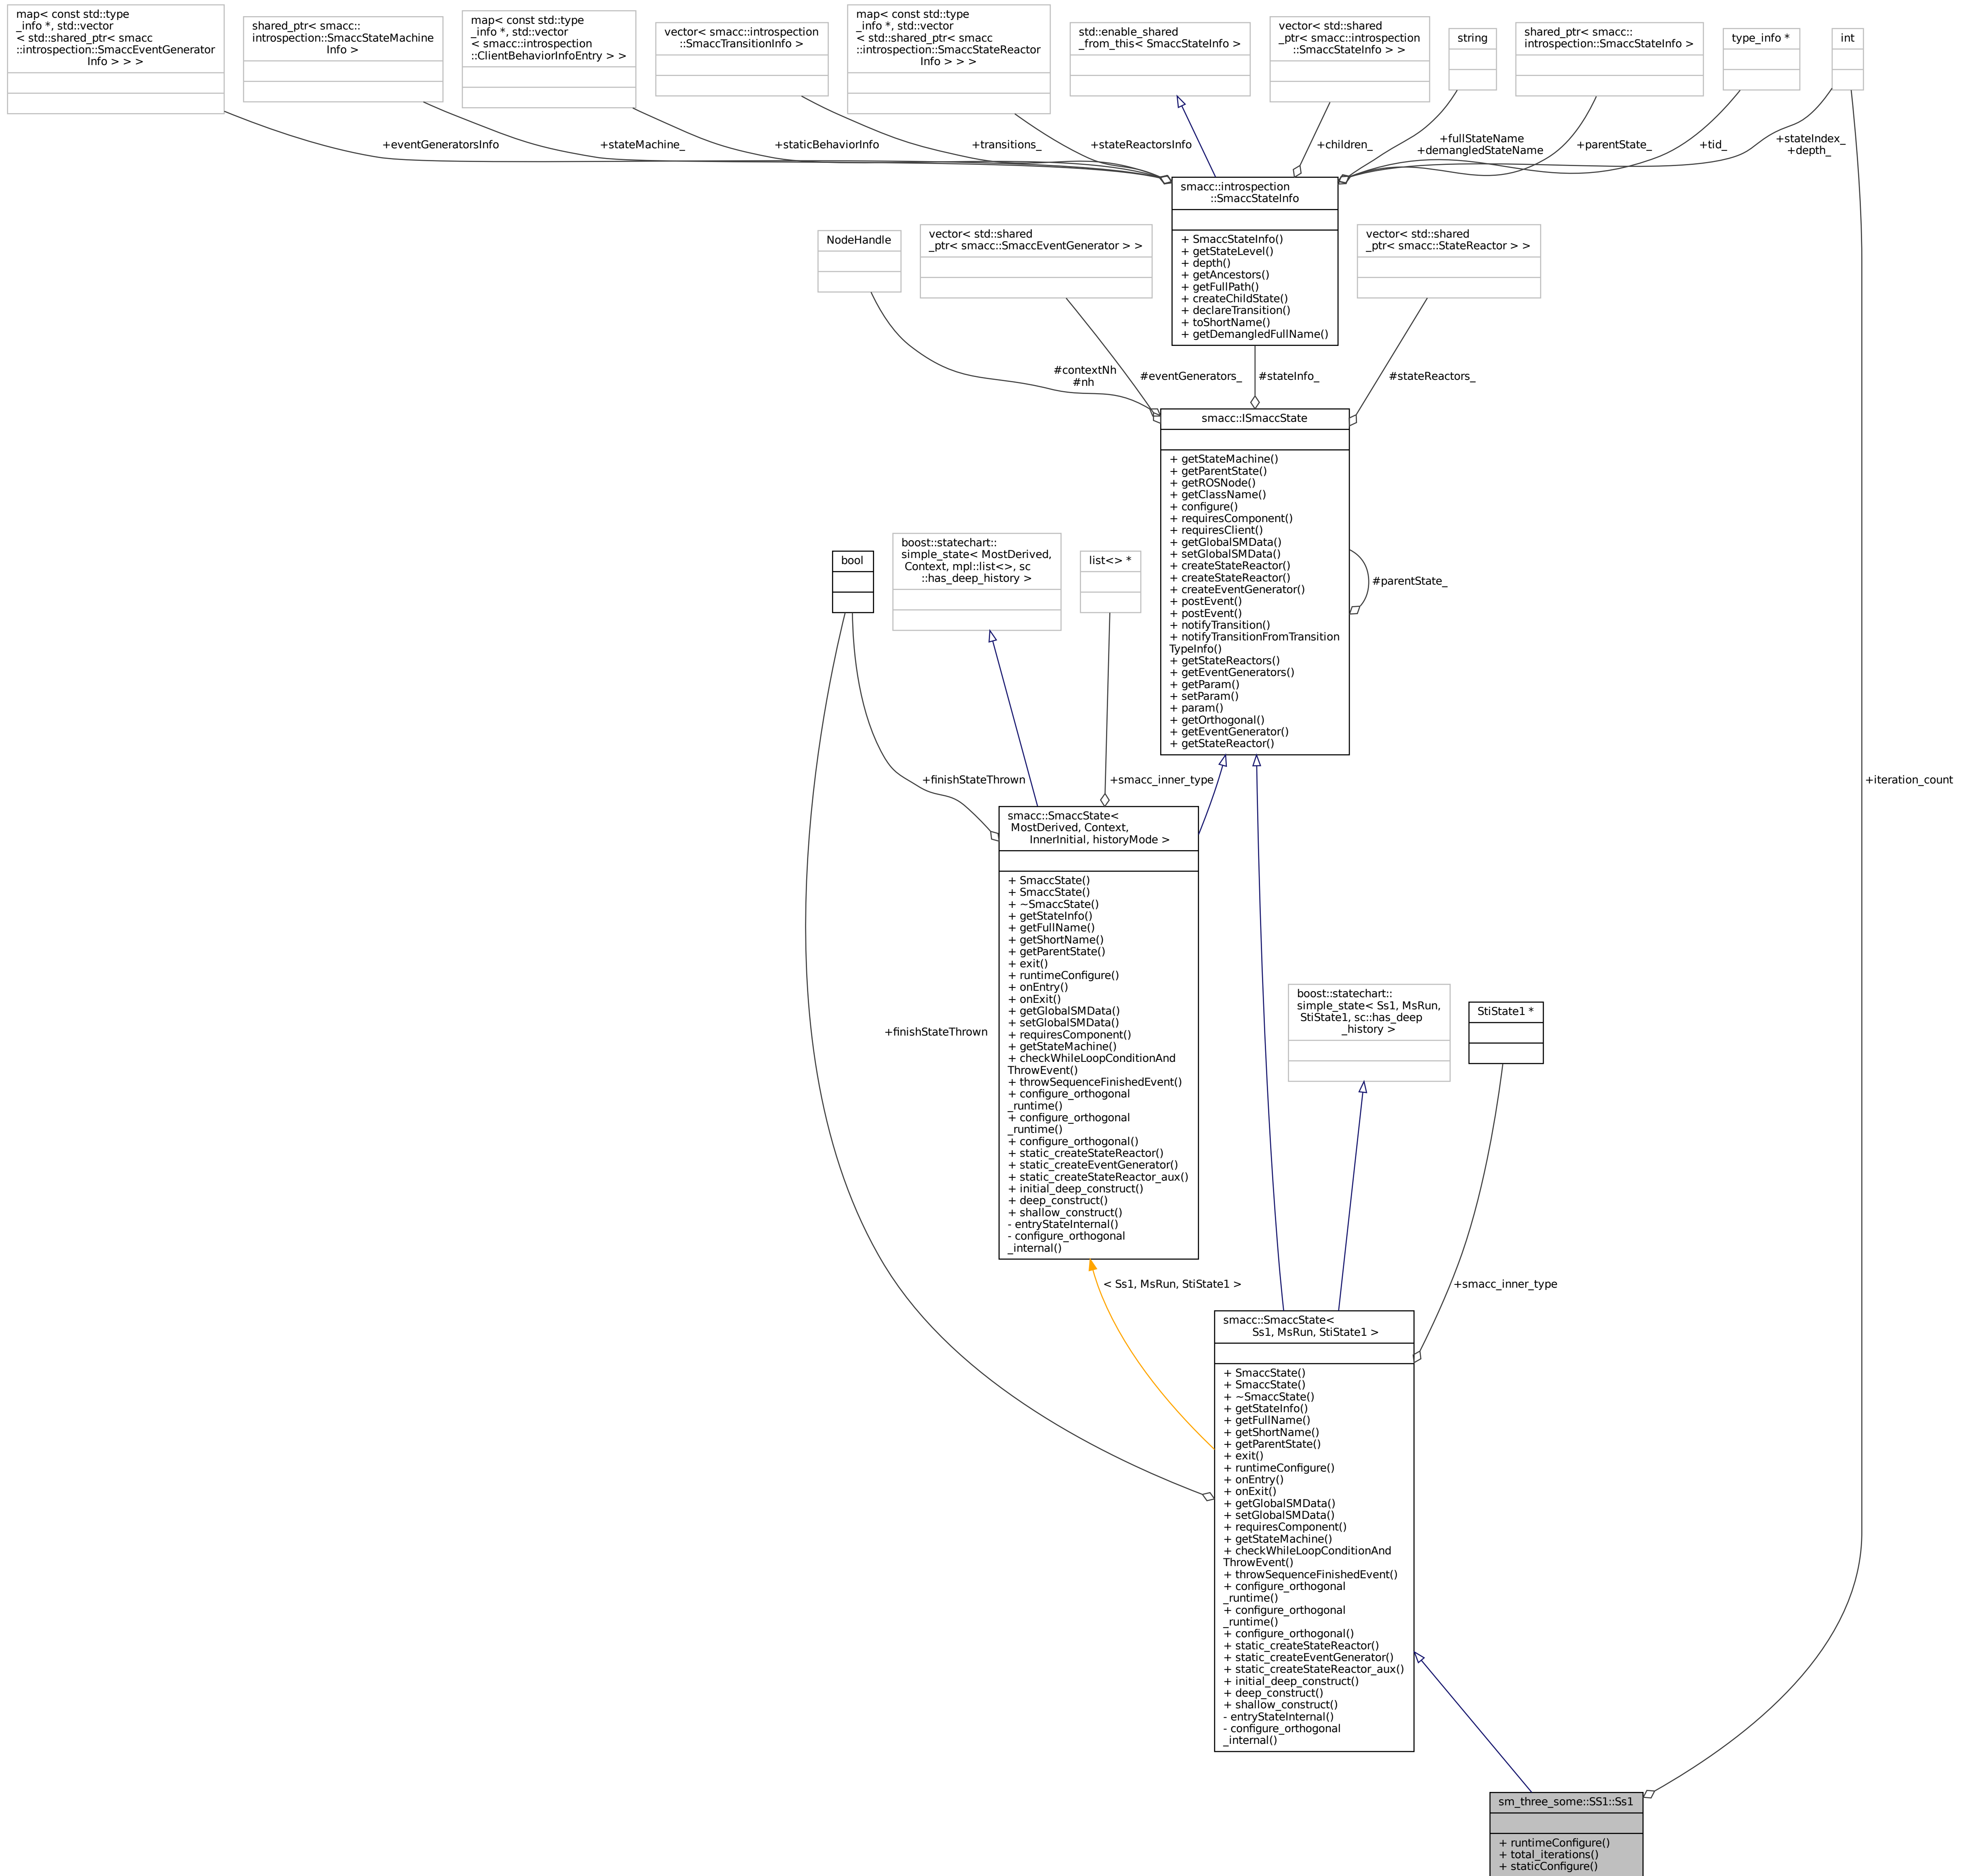 map< const std::type
_info *, std::vector
< std::shared_ptr< smacc
::introspection::SmaccEventGenerator
Info > > >
shared_ptr< smacc::
introspection::SmaccStateMachine
Info >
map< const std::type
_info *, std::vector
< smacc::introspection
::ClientBehaviorInfoEntry > >
vector< smacc::introspection
::SmaccTransitionInfo >
map< const std::type
_info *, std::vector
< std::shared_ptr< smacc
::introspection::SmaccStateReactor
Info > > >
std::enable_shared
_from_this< SmaccStateInfo >
vector< std::shared
_ptr< smacc::introspection
::SmaccStateInfo > >
string
shared_ptr< smacc::
introspection::SmaccStateInfo >
type_info *
int
+eventGeneratorsInfo
+stateMachine_
+staticBehaviorInfo
+transitions_
+stateReactorsInfo
+children_
+fullStateName
+demangledStateName
+parentState_
+tid_
+stateIndex_
+depth_
smacc::introspection
::SmaccStateInfo
+ SmaccStateInfo()
+ getStateLevel()
+ depth()
+ getAncestors()
+ getFullPath()
+ createChildState()
+ declareTransition()
+ toShortName()
+ getDemangledFullName()
NodeHandle
vector< std::shared
_ptr< smacc::SmaccEventGenerator > >
vector< std::shared
_ptr< smacc::StateReactor > >
#contextNh
#nh
#eventGenerators_
#stateInfo_
#stateReactors_
smacc::ISmaccState
+ getStateMachine()
+ getParentState()
+ getROSNode()
+ getClassName()
+ configure()
+ requiresComponent()
+ requiresClient()
+ getGlobalSMData()
+ setGlobalSMData()
+ createStateReactor()
+ createStateReactor()
+ createEventGenerator()
+ postEvent()
+ postEvent()
+ notifyTransition()
+ notifyTransitionFromTransition
TypeInfo()
+ getStateReactors()
+ getEventGenerators()
+ getParam()
+ setParam()
+ param()
+ getOrthogonal()
+ getEventGenerator()
+ getStateReactor()
#parentState_
bool
boost::statechart::
simple_state< MostDerived,
Context, mpl::list<>, sc
::has_deep_history >
list<> *
+finishStateThrown
+smacc_inner_type
+iteration_count
smacc::SmaccState<
MostDerived, Context,
InnerInitial, historyMode >
+ SmaccState()
+ SmaccState()
+ ~SmaccState()
+ getStateInfo()
+ getFullName()
+ getShortName()
+ getParentState()
+ exit()
+ runtimeConfigure()
+ onEntry()
+ onExit()
+ getGlobalSMData()
+ setGlobalSMData()
+ requiresComponent()
+ getStateMachine()
+ checkWhileLoopConditionAnd
ThrowEvent()
+ throwSequenceFinishedEvent()
+ configure_orthogonal
_runtime()
+ configure_orthogonal
_runtime()
+ configure_orthogonal()
+ static_createStateReactor()
+ static_createEventGenerator()
+ static_createStateReactor_aux()
+ initial_deep_construct()
+ deep_construct()
+ shallow_construct()
- entryStateInternal()
- configure_orthogonal
_internal()
+finishStateThrown
boost::statechart::
simple_state< Ss1, MsRun,
StiState1, sc::has_deep
_history >
StiState1 *
< Ss1, MsRun, StiState1 >
+smacc_inner_type
smacc::SmaccState<
Ss1, MsRun, StiState1 >
+ SmaccState()
+ SmaccState()
+ ~SmaccState()
+ getStateInfo()
+ getFullName()
+ getShortName()
+ getParentState()
+ exit()
+ runtimeConfigure()
+ onEntry()
+ onExit()
+ getGlobalSMData()
+ setGlobalSMData()
+ requiresComponent()
+ getStateMachine()
+ checkWhileLoopConditionAnd
ThrowEvent()
+ throwSequenceFinishedEvent()
+ configure_orthogonal
_runtime()
+ configure_orthogonal
_runtime()
+ configure_orthogonal()
+ static_createStateReactor()
+ static_createEventGenerator()
+ static_createStateReactor_aux()
+ initial_deep_construct()
+ deep_construct()
+ shallow_construct()
- entryStateInternal()
- configure_orthogonal
_internal()
sm_three_some::SS1::Ss1
+ runtimeConfigure()
+ total_iterations()
+ staticConfigure()